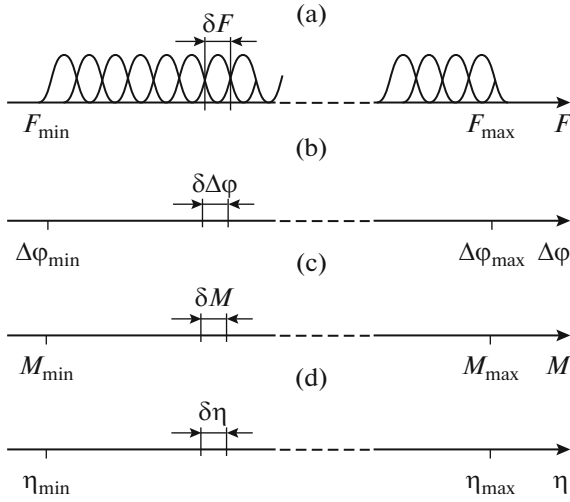 (a)
δF
F_min F_max F
(b)
δΔφ
Δφ_min Δφ_max Δφ
(c)
δM
M_min M_max M
(d)
δη
η_min η_max η